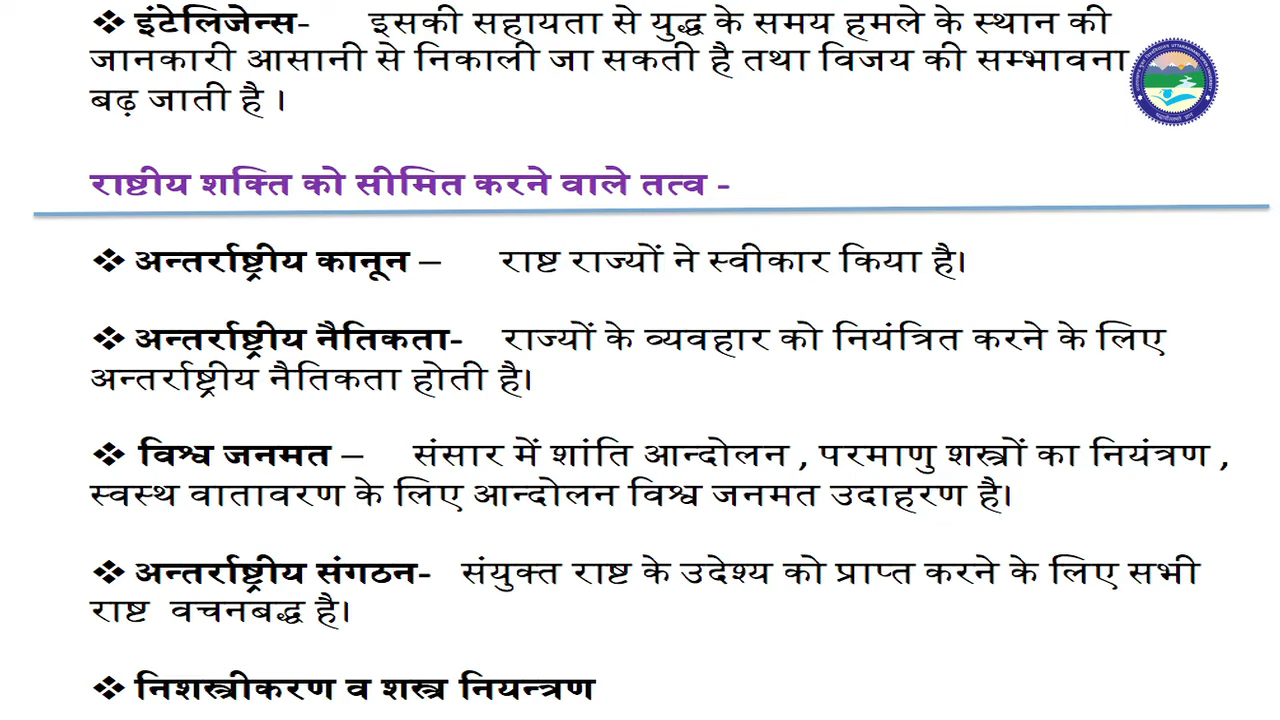 ❖ इंटेलिजेन्स- इसकी सहायता से युद्ध के समय हमले के स्थान की
जानकारी आसानी से निकाली जा सकती है तथा विजय की सम्भावना
बढ़ जाती है ।
राष्टीय शक्ति को सीमित करने वाले तत्व -
❖ अन्तर्राष्ट्रीय कानून – राष्ट राज्यों ने स्वीकार किया है।
❖ अन्तर्राष्ट्रीय नैतिकता- राज्यों के व्यवहार को नियंत्रित करने के लिए
अन्तर्राष्ट्रीय नैतिकता होती है।
❖ विश्व जनमत – संसार में शांति आन्दोलन , परमाणु शस्त्रों का नियंत्रण ,
स्वस्थ वातावरण के लिए आन्दोलन विश्व जनमत उदाहरण है।
❖ अन्तर्राष्ट्रीय संगठन- संयुक्त राष्ट के उदेश्य को प्राप्त करने के लिए सभी
राष्ट वचनबद्ध है।
❖ निशस्त्रीकरण व शस्त्र नियन्त्रण